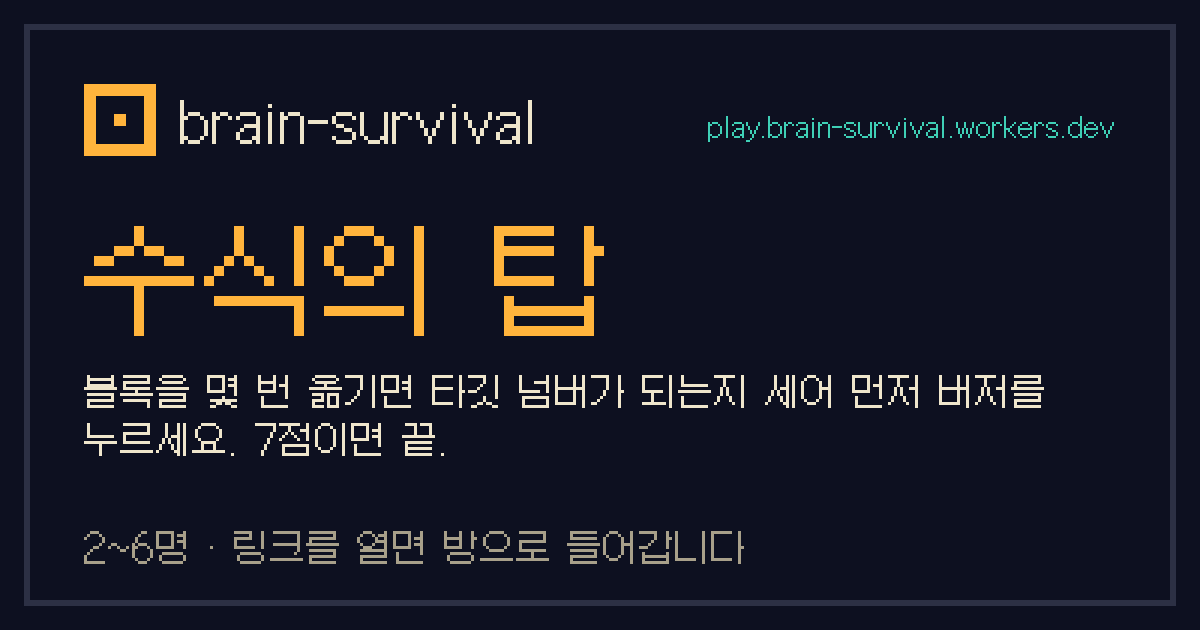 brain-survival
play.brain-survival.workers.dev
수식의 탑
블록을 몇 번 옮기면 타깃 넘버가 되는지 세어 먼저 버저를
누르세요. 7점이면 끝.
2~6명 · 링크를 열면 방으로 들어갑니다